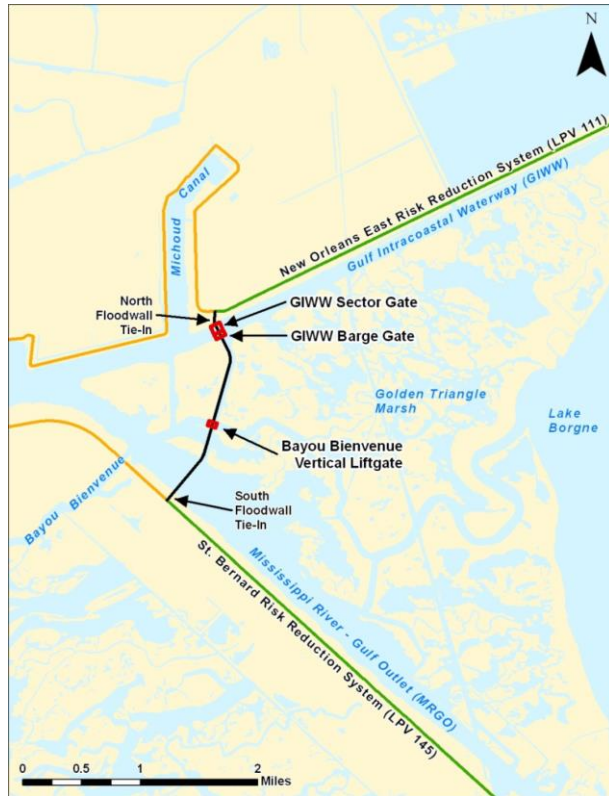 N
New Orleans East Risk Reduction System (LPV 111)
Gulf Intracoastal Waterway (GIWW)
Michoud Canal
North
Floodwall
Tie-In
GIWW Sector Gate
GIWW Barge Gate
Golden Triangle
Marsh
Lake
Borgne
Bayou Bienvenue
Vertical Liftgate
Bayou Bienvenue
South
Floodwall
Tie-In
Mississippi River - Gulf Outlet (MRGO)
St. Bernard Risk Reduction System (LPV 145)
0 0.5 1 2
Miles